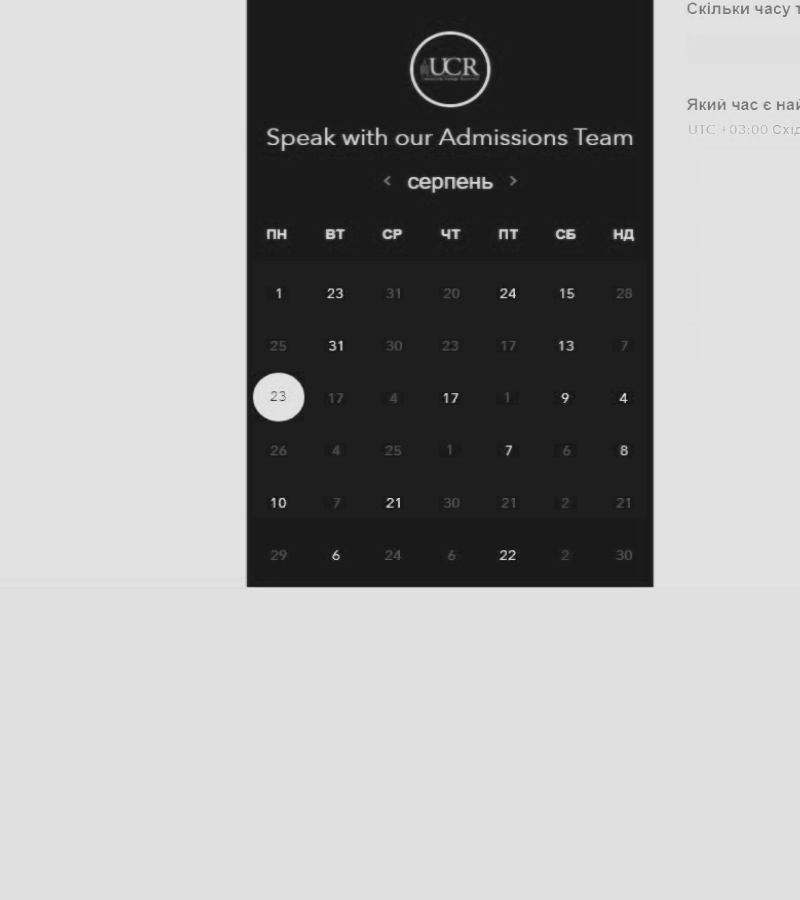 UCR
Speak with our Admissions Team
< серпень >
ПН ВТ СР ЧТ ПТ СБ НД
1 23 31 20 24 15 28
25 31 30 23 17 13 7
23 17 4 17 1 9 4
26 4 25 1 7 6 8
10 7 21 30 21 2 21
29 6 24 6 22 2 30
Скільки часу
Який час є
UTC +03:00